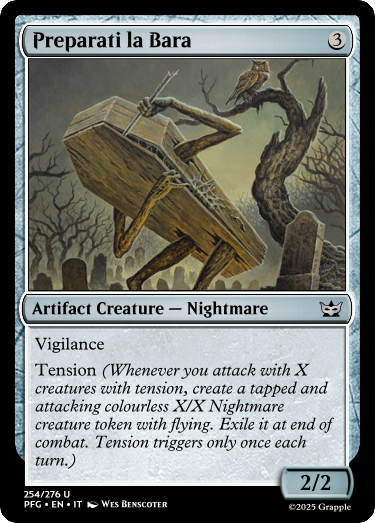 Preparati la Bara
3
Artifact Creature — Nightmare
Vigilance
Tension (Whenever you attack with X
creatures with tension, create a tapped and
attacking colourless X/X Nightmare
creature token with flying. Exile it at end of
combat. Tension triggers only once each
turn.)
2/2
254/276 U
PFG • EN • IT Wes Benscoter
©2025 Grapple